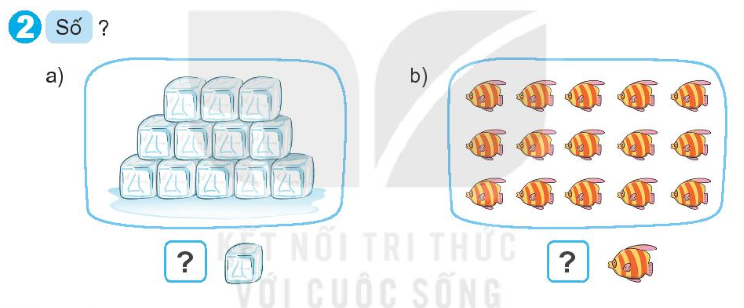 2 Số ?
a) b)
? ?
KẾT NỐI TRI THỨC
VỚI CUỘC SỐNG